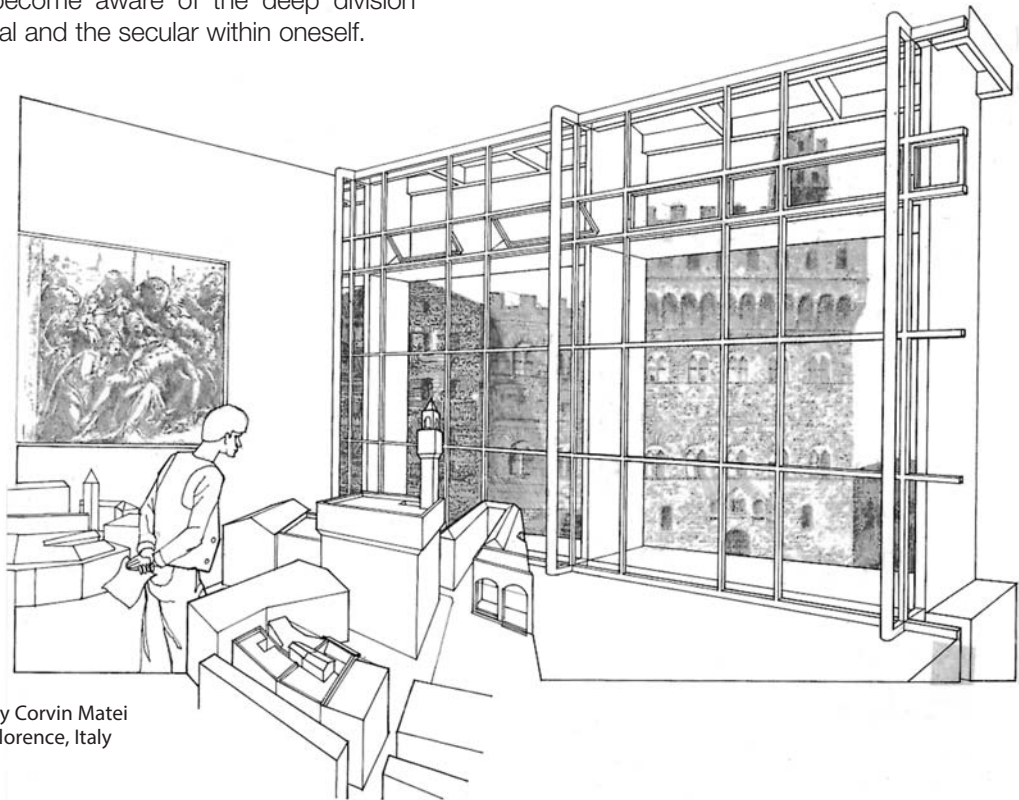 become aware of the deep division
al and the secular within oneself.
y Corvin Matei
lorence, Italy